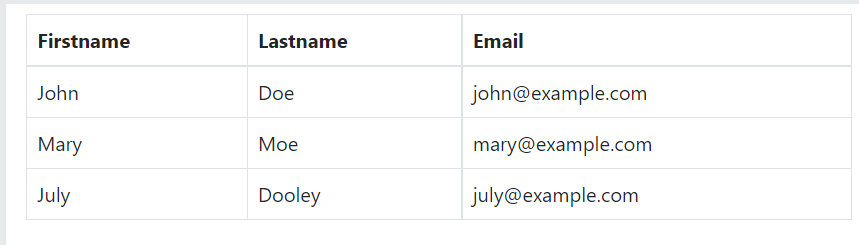 Firstname Lastname Email
John Doe john@example.com
Mary Moe mary@example.com
July Dooley july@example.com